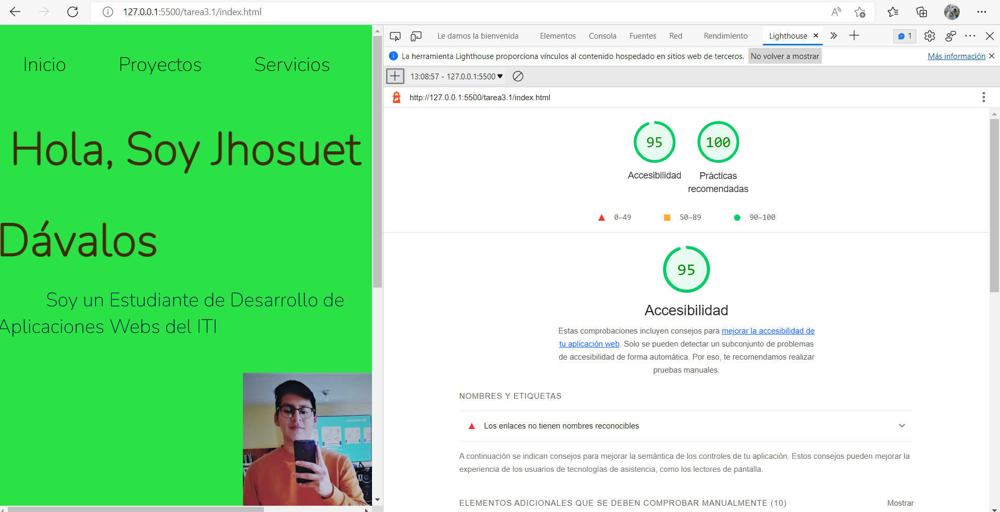 127.0.0.1:5500/tarea3.1/index.html
Inicio Proyectos Servicios
Hola, Soy Jhosuet
Dávalos
Soy un Estudiante de Desarrollo de
Aplicaciones Webs del ITI
Le damos la bienvenida Elementos Consola Fuentes Red Rendimiento Lighthouse 1
La herramienta Lighthouse proporciona vínculos al contenido hospedado en sitios web de terceros. No volver a mostrar Más información
13:08:57 - 127.0.0.1:5500
http://127.0.0.1:5500/tarea3.1/index.html
95 100
Accesibilidad Prácticas
recomendadas
0–49 50–89 90–100
95
Accesibilidad
Estas comprobaciones incluyen consejos para mejorar la accesibilidad de
tu aplicación web. Solo se pueden detectar un subconjunto de problemas
de accesibilidad de forma automática. Por eso, te recomendamos realizar
pruebas manuales.
NOMBRES Y ETIQUETAS
Los enlaces no tienen nombres reconocibles
A continuación se indican consejos para mejorar la semántica de los controles de tu aplicación. Estos consejos pueden mejorar la
experiencia de los usuarios de tecnologías de asistencia, como los lectores de pantalla.
ELEMENTOS ADICIONALES QUE SE DEBEN COMPROBAR MANUALMENTE (10) Mostrar